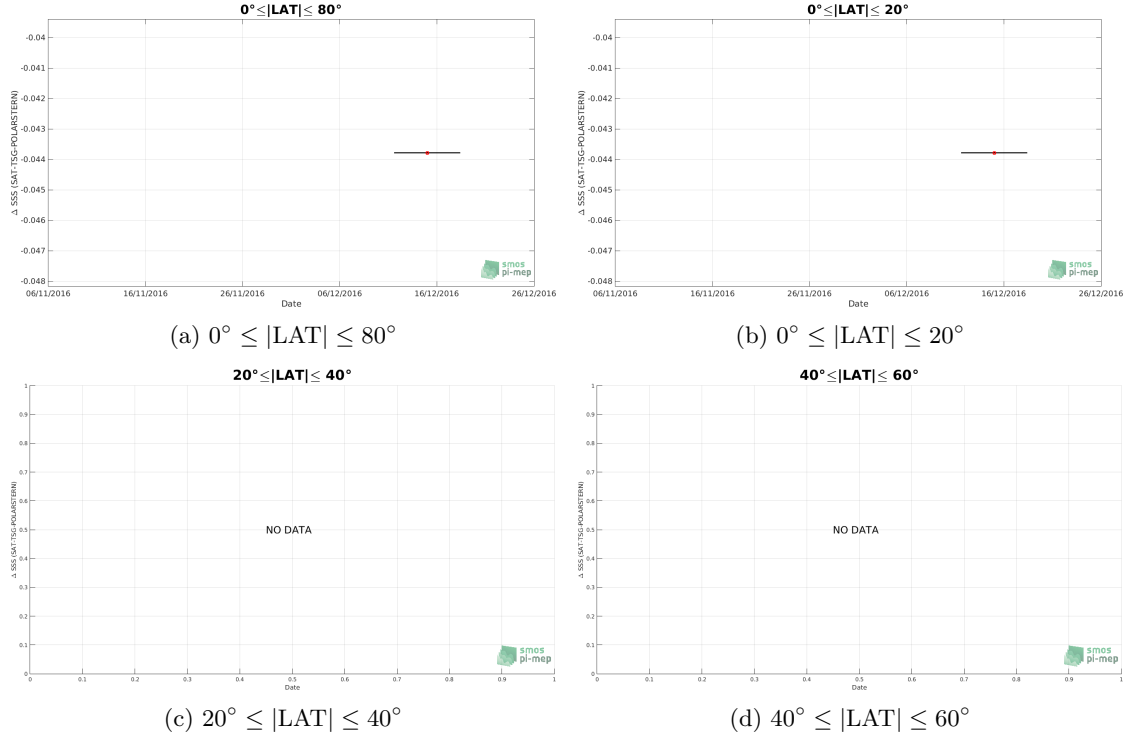 0°≤|LAT|≤ 80°
-0.04
-0.041
-0.042
-0.043
-0.044
-0.045
-0.046
-0.047
-0.048
Δ SSS (SAT-TSG-POLARSTERN)
06/11/2016 16/11/2016 26/11/2016 06/12/2016 16/12/2016 26/12/2016
Date
smos
pi-mep
(a) 0° ≤ |LAT| ≤ 80°
0°≤|LAT|≤ 20°
-0.04
-0.041
-0.042
-0.043
-0.044
-0.045
-0.046
-0.047
-0.048
Δ SSS (SAT-TSG-POLARSTERN)
06/11/2016 16/11/2016 26/11/2016 06/12/2016 16/12/2016 26/12/2016
Date
smos
pi-mep
(b) 0° ≤ |LAT| ≤ 20°
20°≤|LAT|≤ 40°
1
0.9
0.8
0.7
0.6
0.5
0.4
0.3
0.2
0.1
0
Δ SSS (SAT-TSG-POLARSTERN)
NO DATA
0 0.1 0.2 0.3 0.4 0.5 0.6 0.7 0.8 0.9 1
Date
smos
pi-mep
(c) 20° ≤ |LAT| ≤ 40°
40°≤|LAT|≤ 60°
1
0.9
0.8
0.7
0.6
0.5
0.4
0.3
0.2
0.1
0
Δ SSS (SAT-TSG-POLARSTERN)
NO DATA
0 0.1 0.2 0.3 0.4 0.5 0.6 0.7 0.8 0.9 1
Date
smos
pi-mep
(d) 40° ≤ |LAT| ≤ 60°